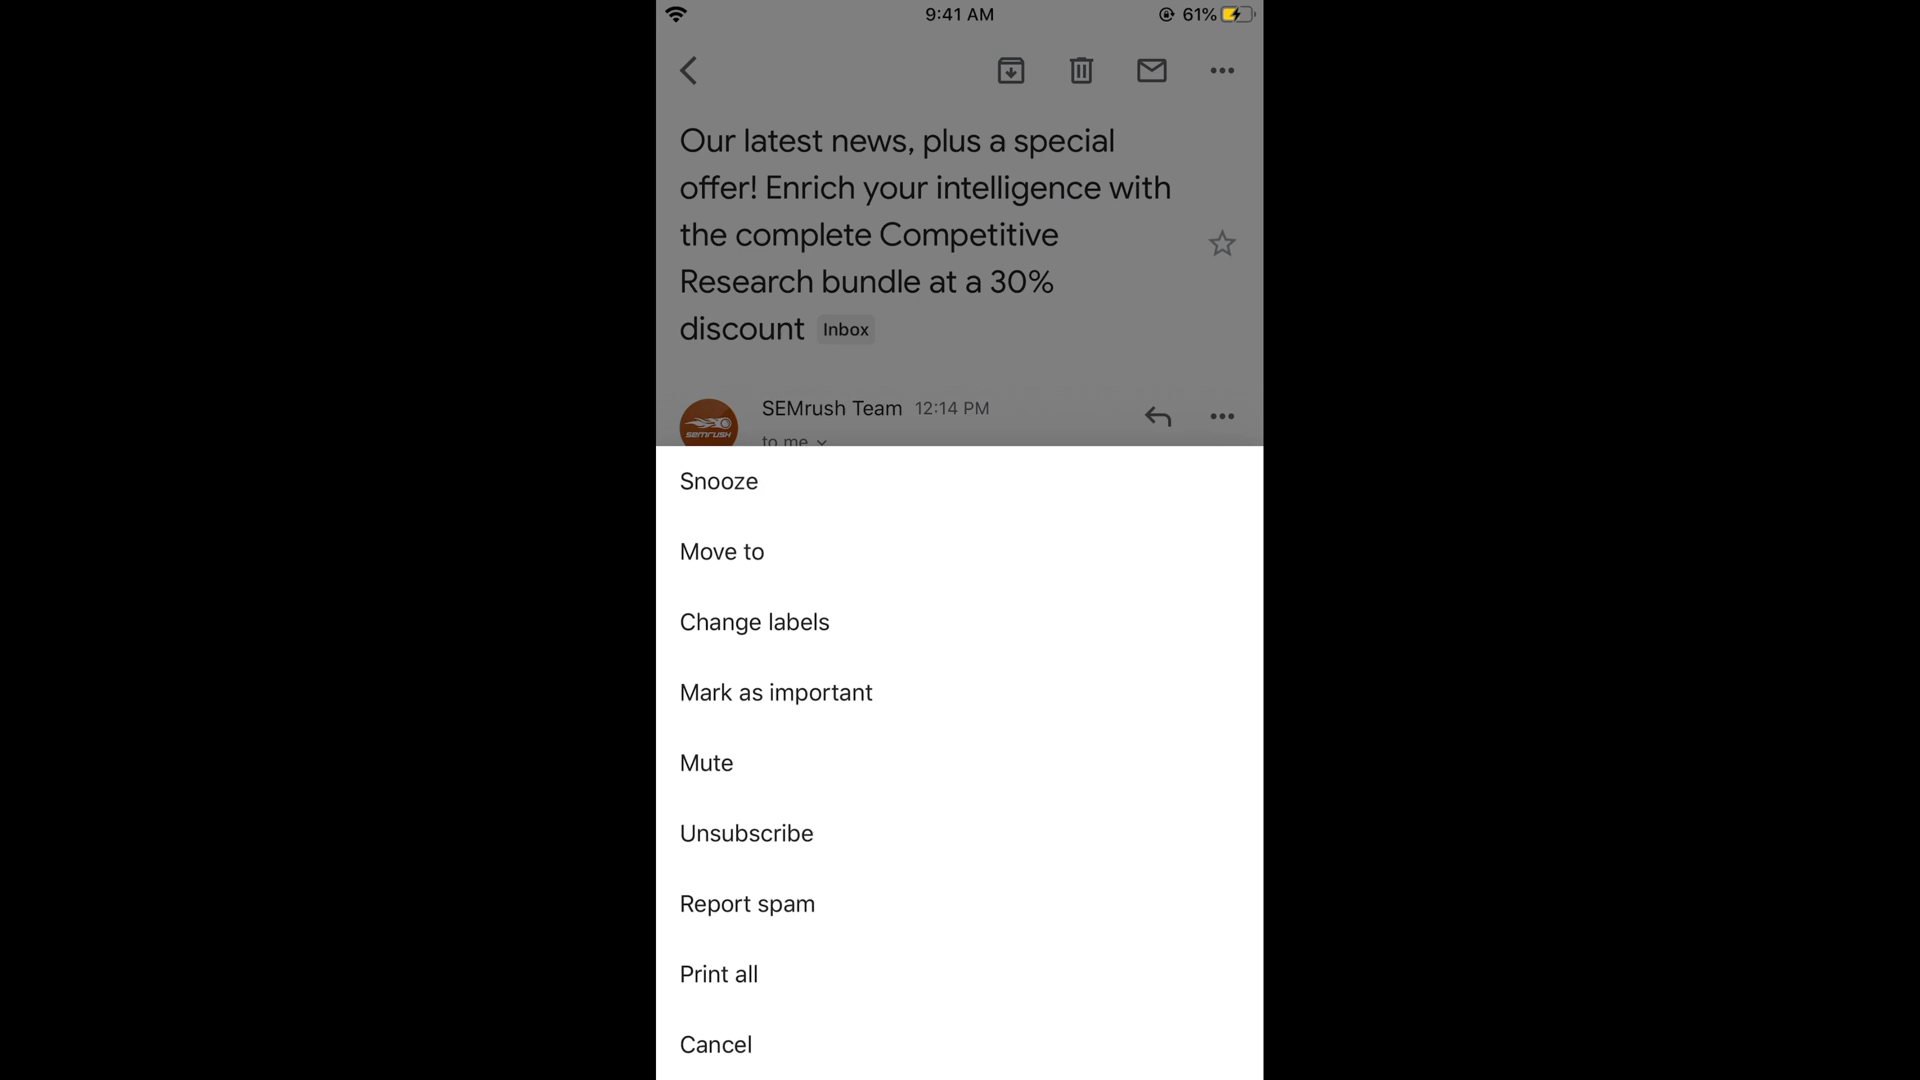 9:41 AM
61%
Our latest news, plus a special
offer! Enrich your intelligence with
the complete Competitive
Research bundle at a 30%
discount Inbox
SEMrush Team 12:14 PM
semrush
to me
Snooze
Move to
Change labels
Mark as important
Mute
Unsubscribe
Report spam
Print all
Cancel